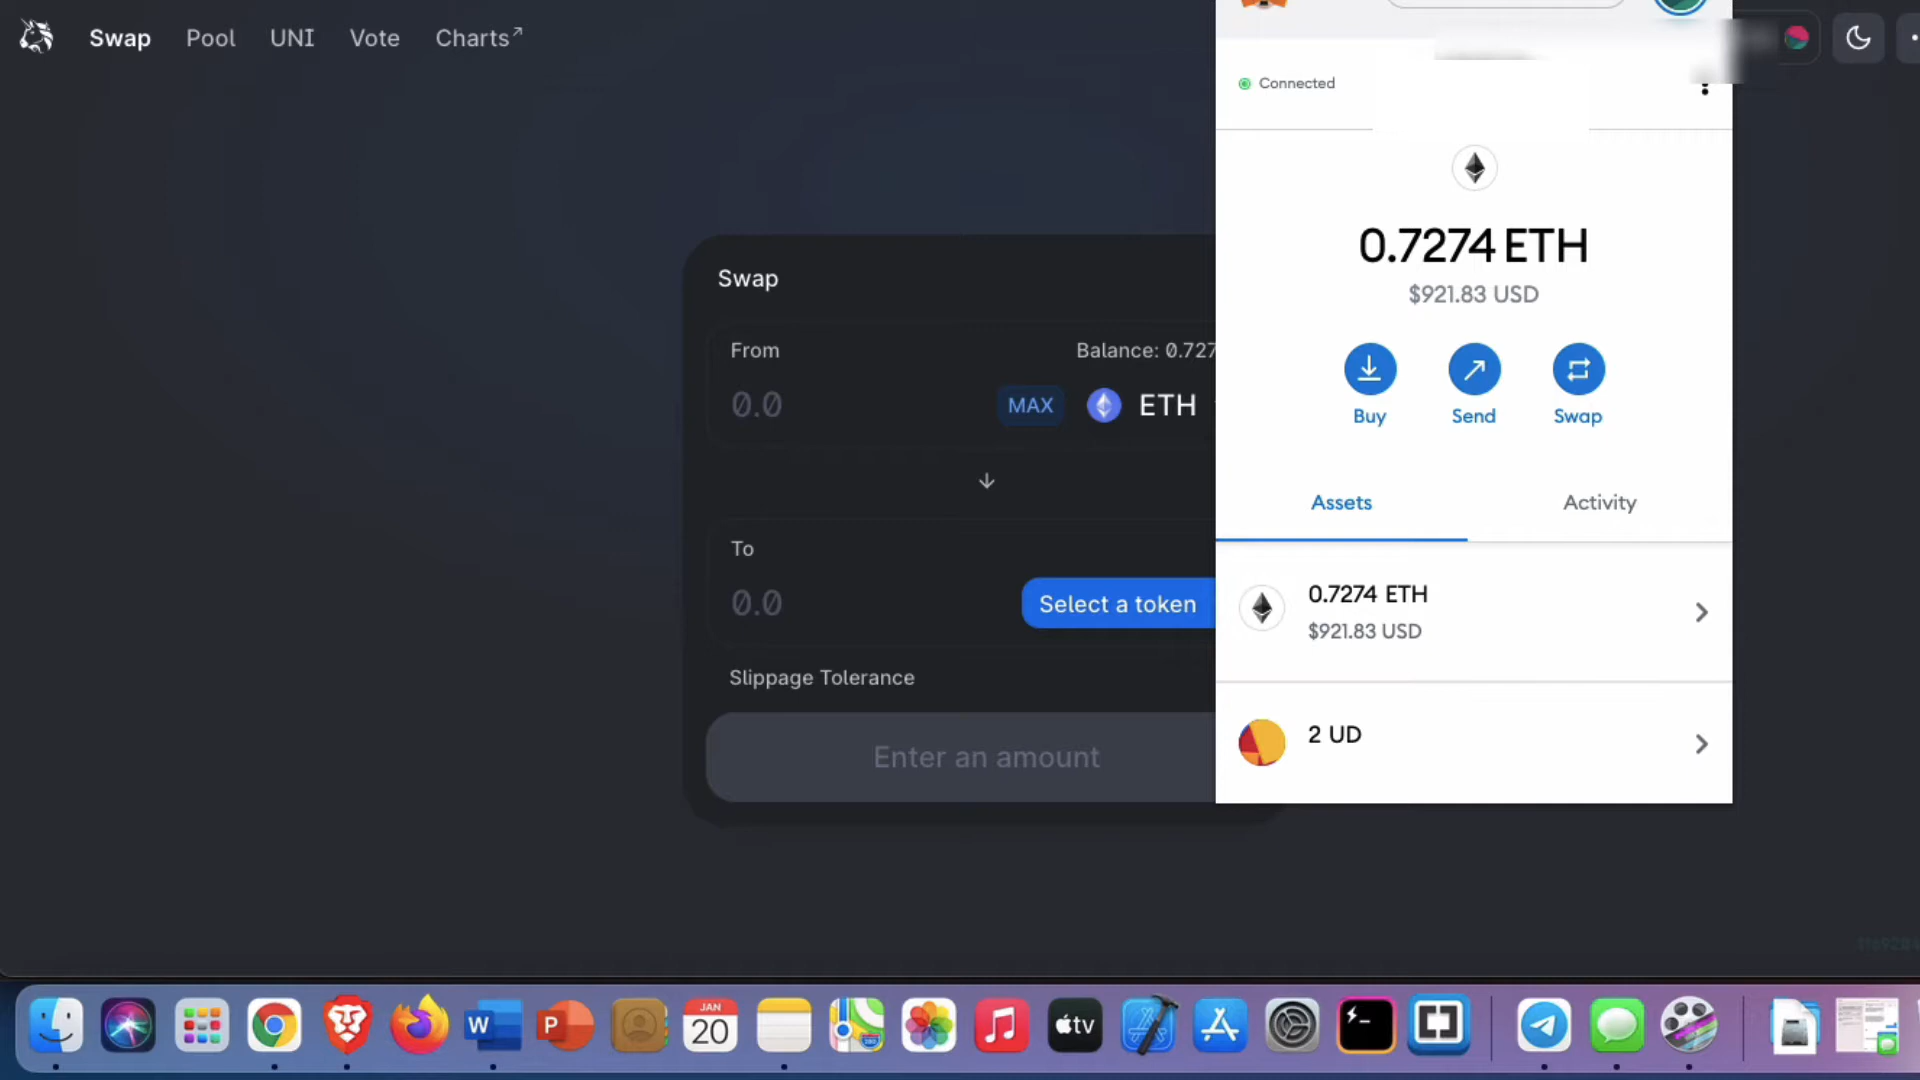 Swap
Pool
UNI
Vote
Charts↗
Connected
0.7274 ETH
$921.83 USD
Buy
Send
Swap
Assets
Activity
0.7274 ETH
$921.83 USD
2 UD
Swap
From
Balance: 0.727
0.0
MAX
ETH
To
0.0
Select a token
Slippage Tolerance
Enter an amount
W
P
JAN
20
280
tv